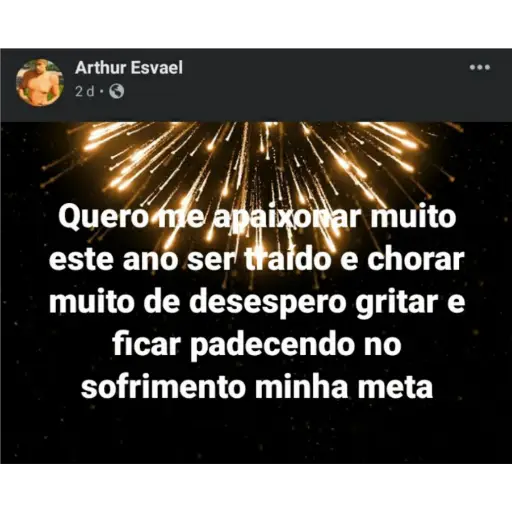 Arthur Esvael
2 d •
Quero me apaixonar muito
este ano ser traído e chorar
muito de desespero gritar e
ficar padecendo no
sofrimento minha meta